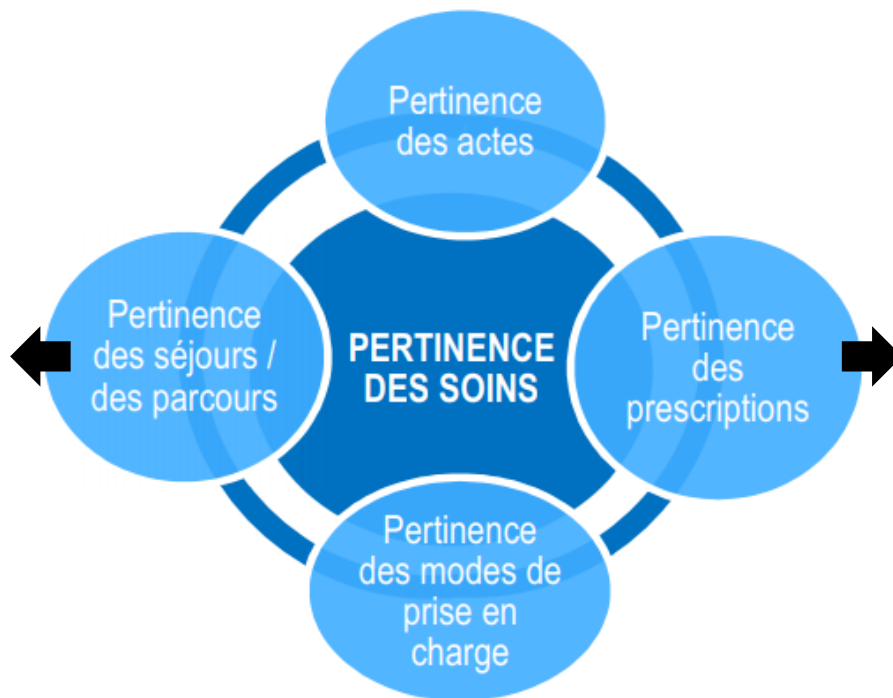 Pertinence
des actes
Pertinence
des séjours /
des parcours
PERTINENCE
DES SOINS
Pertinence
des
prescriptions
Pertinence
des modes de
prise en
charge